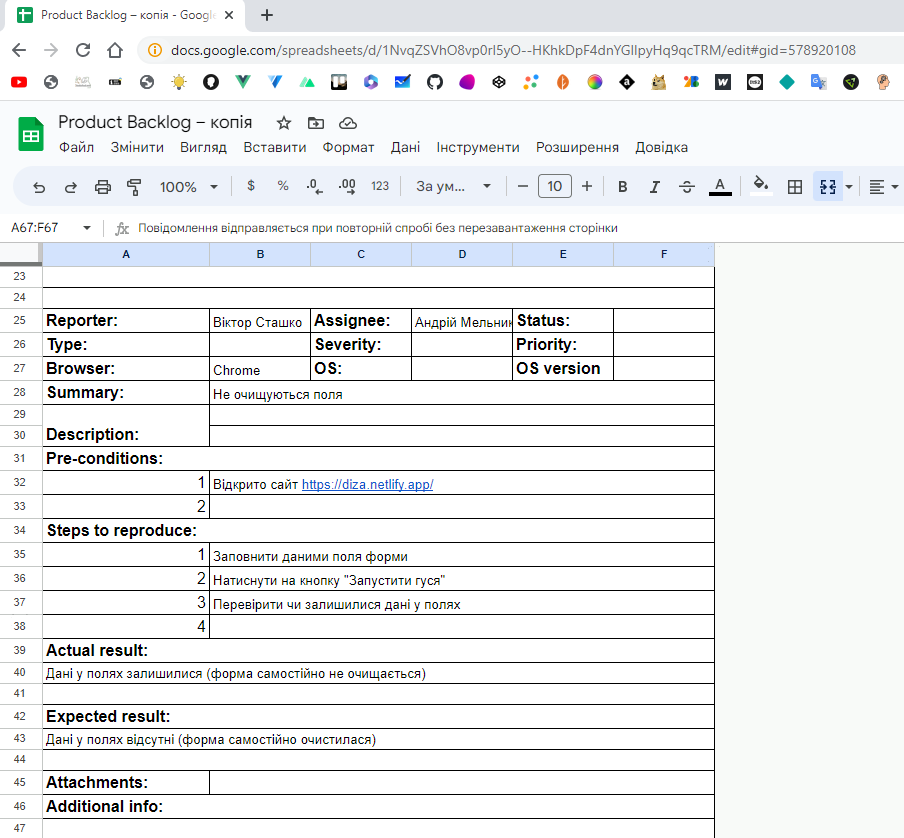 Product Backlog – копія - Google
docs.google.com/spreadsheets/d/1NvqZSVhO8vp0rI5yO--HKhkDpF4dnYGIlpyHq9qcTRM/edit#gid=578920108
Product Backlog – копія
Файл Змінити Вигляд Вставити Формат Дані Інструменти Розширення Довідка
100% $ % .0 .00 123 За ум... 10 B I A
A67:F67 fx Повідомлення відправляється при повторній спробі без перезавантаження сторінки
A B C D E F
23
24
25 Reporter: Віктор Сташко Assignee: Андрій Мельник Status:
26 Type: Severity: Priority:
27 Browser: Chrome OS: OS version
28 Summary: Не очищуються поля
29
30 Description:
31 Pre-conditions:
32 1 Відкрито сайт https://diza.netlify.app/
33 2
34 Steps to reproduce:
35 1 Заповнити даними поля форми
36 2 Натиснути на кнопку "Запустити гуся"
37 3 Перевірити чи залишилися дані у полях
38 4
39 Actual result:
40 Дані у полях залишилися (форма самостійно не очищається)
41
42 Expected result:
43 Дані у полях відсутні (форма самостійно очистилася)
44
45 Attachments:
46 Additional info:
47